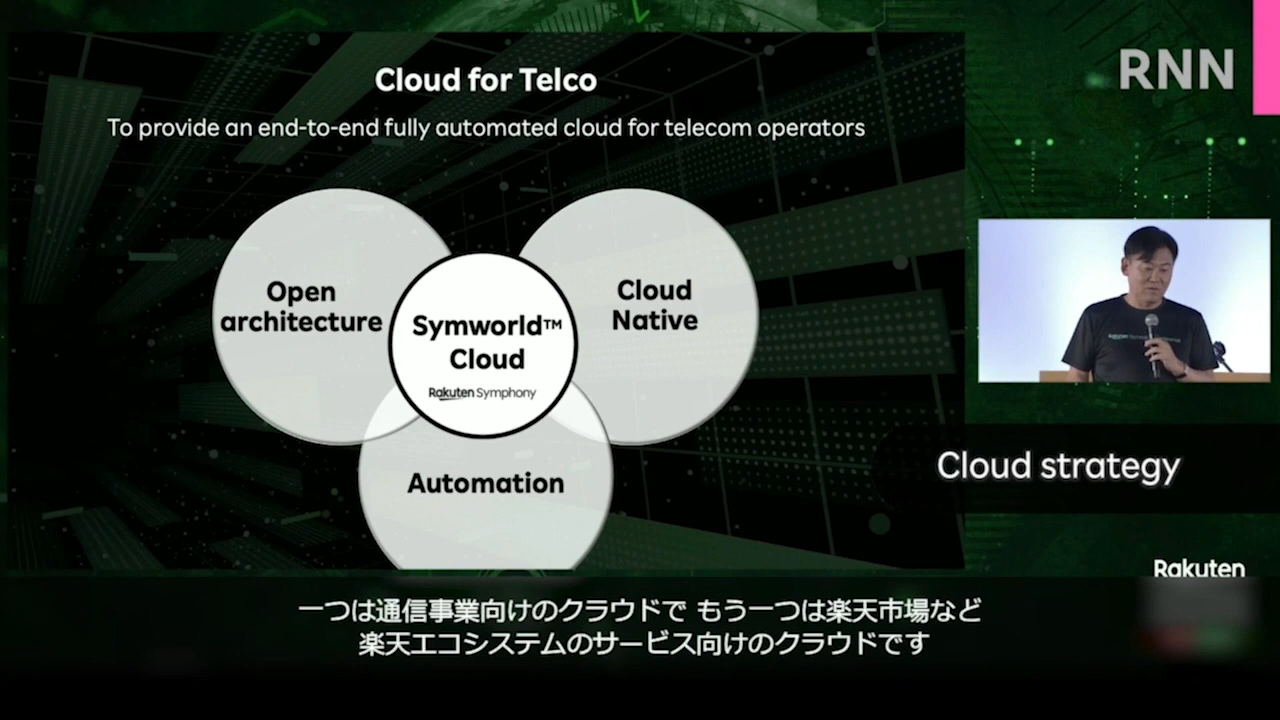 Cloud for Telco
To provide an end-to-end fully automated cloud for telecom operators
Open
architecture
Cloud
Native
Symworld™
Cloud
Rakuten Symphony
Automation
RNN
Cloud strategy
Rakuten
一つは通信事業向けのクラウドで もう一つは楽天市場など
楽天エコシステムのサービス向けのクラウドです